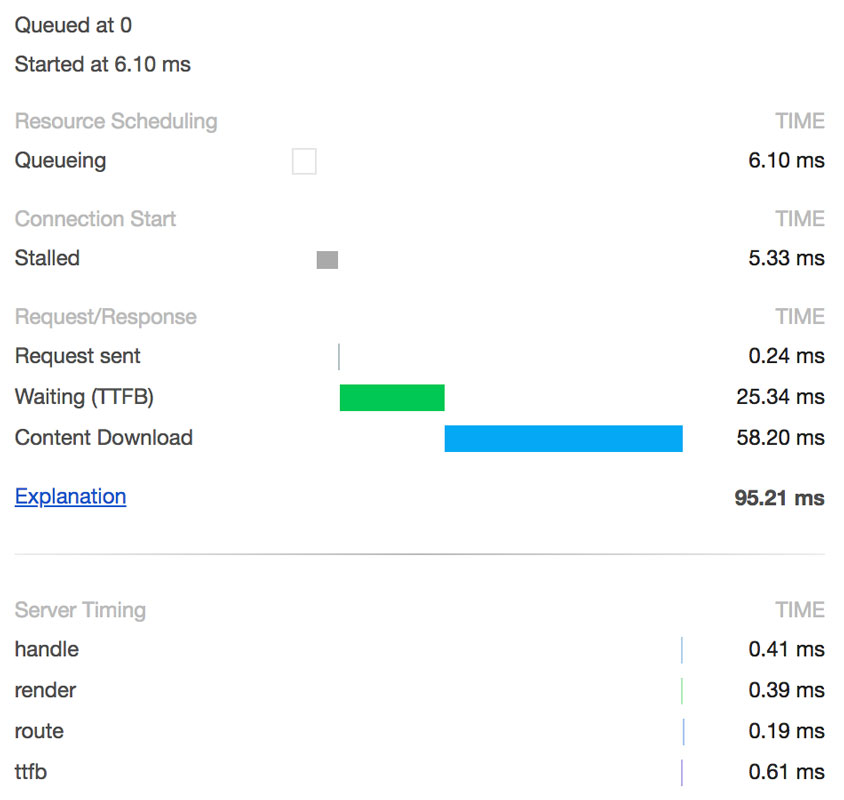 Queued at 0
Started at 6.10 ms
Resource Scheduling TIME
Queueing 6.10 ms
Connection Start TIME
Stalled 5.33 ms
Request/Response TIME
Request sent 0.24 ms
Waiting (TTFB) 25.34 ms
Content Download 58.20 ms
Explanation 95.21 ms
Server Timing TIME
handle 0.41 ms
render 0.39 ms
route 0.19 ms
ttfb 0.61 ms